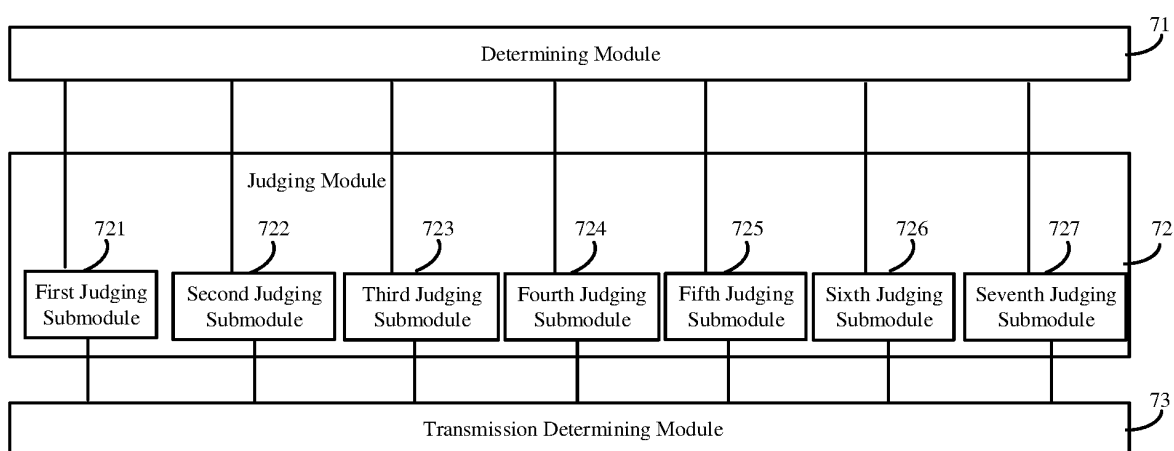 71
Determining Module
Judging Module
721
722
723
724
725
726
727
72
First Judging
Submodule
Second Judging
Submodule
Third Judging
Submodule
Fourth Judging
Submodule
Fifth Judging
Submodule
Sixth Judging
Submodule
Seventh Judging
Submodule
73
Transmission Determining Module